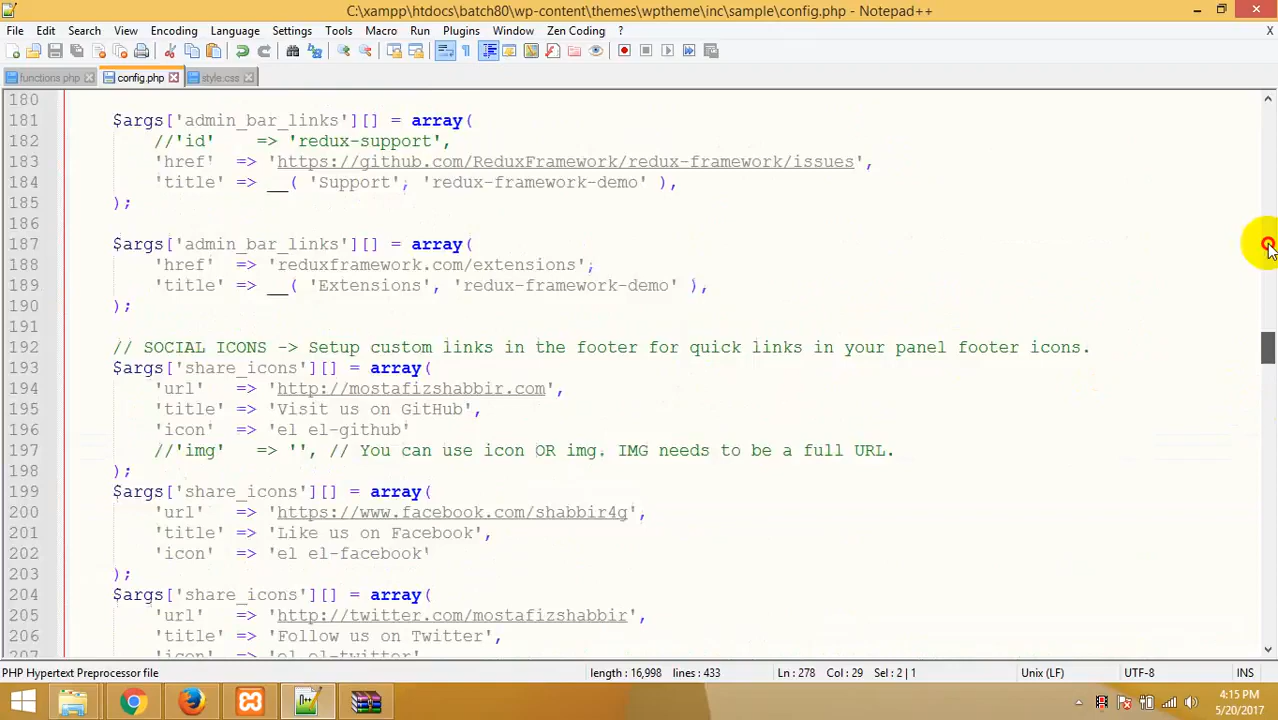 C:\xampp\htdocs\batch80\wp-content\themes\wptheme\inc\sample\config.php - Notepad++
File Edit Search View Encoding Language Settings Tools Macro Run Plugins Window Zen Coding ? X
functions.php config.php style.css
180
181 $args['admin_bar_links'][] = array(
182 //'id' => 'redux-support',
183 'href' => 'https://github.com/ReduxFramework/redux-framework/issues',
184 'title' => __( 'Support', 'redux-framework-demo' ),
185 );
186
187 $args['admin_bar_links'][] = array(
188 'href' => 'reduxframework.com/extensions',
189 'title' => __( 'Extensions', 'redux-framework-demo' ),
190 );
191
192 // SOCIAL ICONS -> Setup custom links in the footer for quick links in your panel footer icons.
193 $args['share_icons'][] = array(
194 'url' => 'http://mostafizshabbir.com',
195 'title' => 'Visit us on GitHub',
196 'icon' => 'el el-github'
197 //'img' => '', // You can use icon OR img. IMG needs to be a full URL.
198 );
199 $args['share_icons'][] = array(
200 'url' => 'https://www.facebook.com/shabbir4g',
201 'title' => 'Like us on Facebook',
202 'icon' => 'el el-facebook'
203 );
204 $args['share_icons'][] = array(
205 'url' => 'http://twitter.com/mostafizshabbir',
206 'title' => 'Follow us on Twitter',
207 'icon' => 'el el-twitter'
PHP Hypertext Preprocessor file length : 16,998 lines : 433 Ln : 278 Col : 29 Sel : 2 | 1 Unix (LF) UTF-8 INS
4:15 PM
5/20/2017